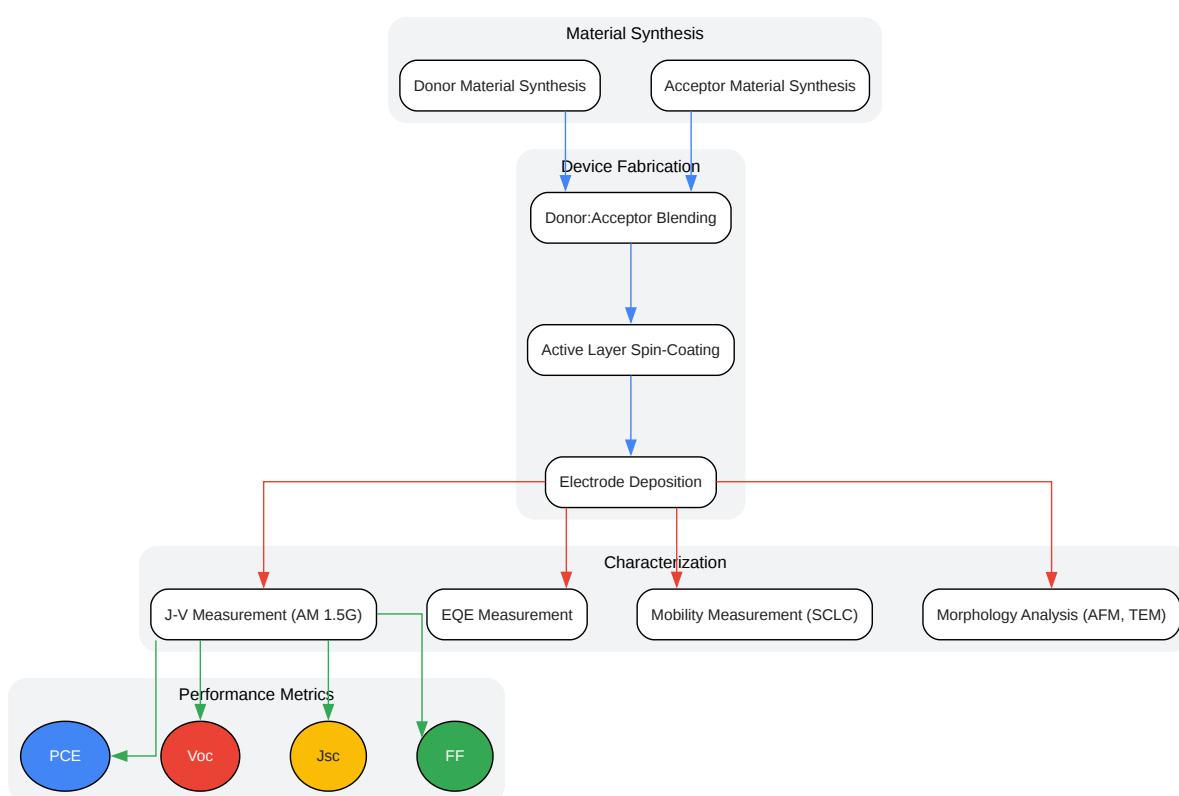 Material Synthesis
Donor Material Synthesis
Acceptor Material Synthesis
Device Fabrication
Donor:Acceptor Blending
Active Layer Spin-Coating
Electrode Deposition
Characterization
J-V Measurement (AM 1.5G)
EQE Measurement
Mobility Measurement (SCLC)
Morphology Analysis (AFM, TEM)
Performance Metrics
PCE
Voc
Jsc
FF